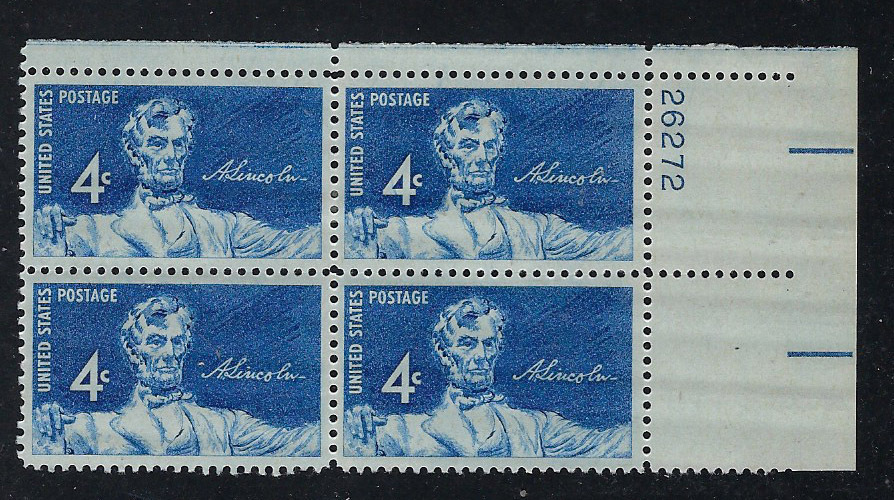 UNITED STATES POSTAGE
4c
A. Lincoln
UNITED STATES POSTAGE
4c
A. Lincoln
26272
UNITED STATES POSTAGE
4c
A. Lincoln
UNITED STATES POSTAGE
4c
A. Lincoln